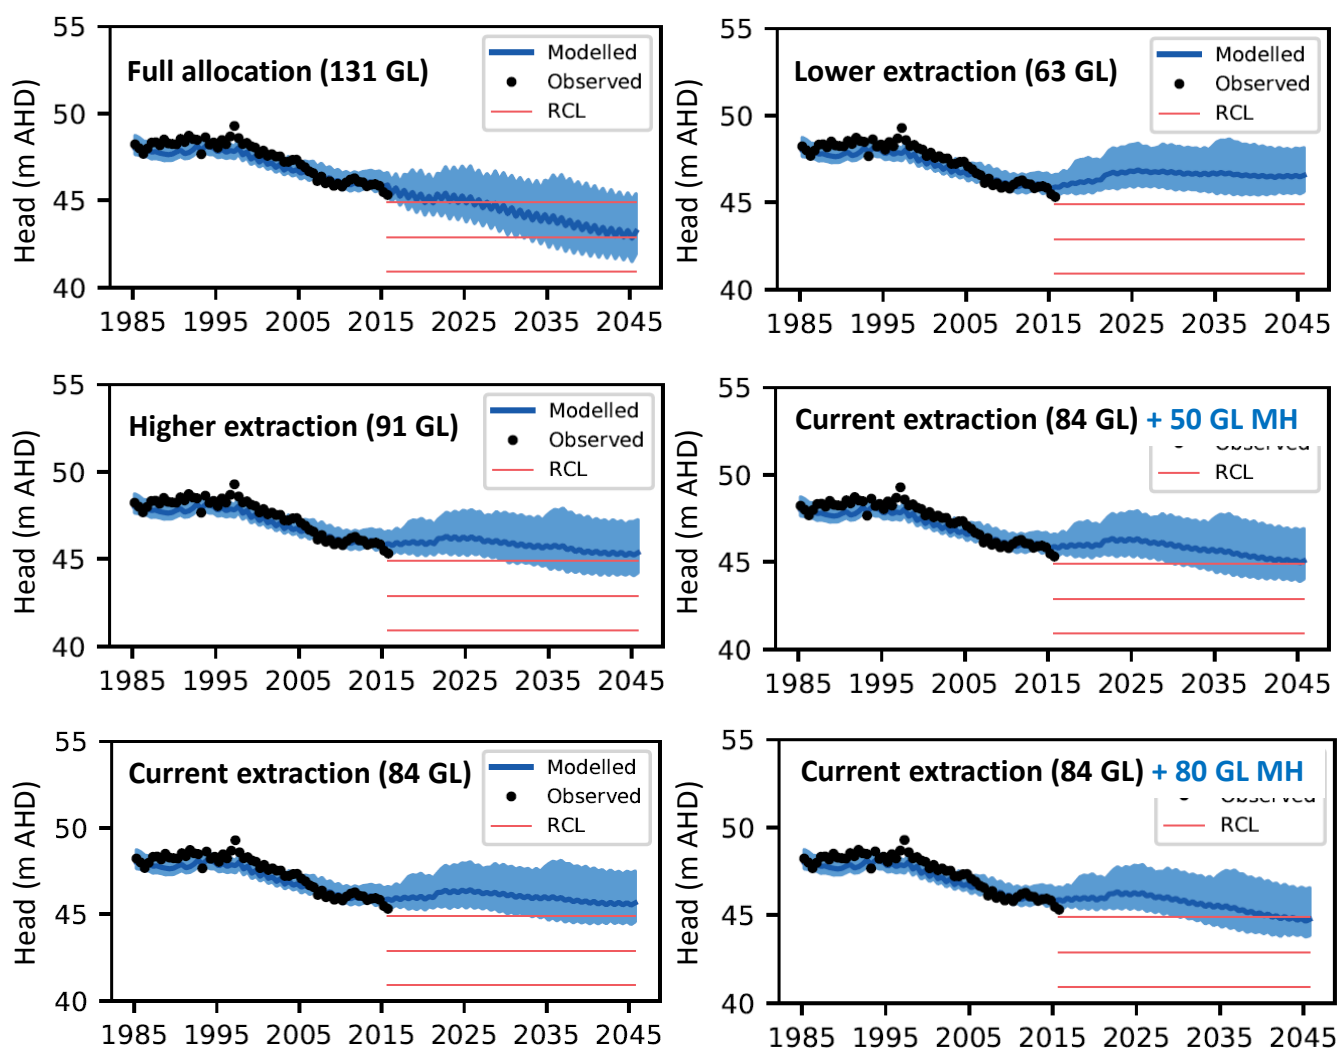 55
50
45
40
Head (m AHD)
Full allocation (131 GL)
Modelled
Observed
RCL
1985 1995 2005 2015 2025 2035 2045
55
50
45
40
Head (m AHD)
Lower extraction (63 GL)
Modelled
Observed
RCL
1985 1995 2005 2015 2025 2035 2045
55
50
45
40
Head (m AHD)
Higher extraction (91 GL)
Modelled
Observed
RCL
1985 1995 2005 2015 2025 2035 2045
55
50
45
40
Head (m AHD)
Current extraction (84 GL) + 50 GL MH
Observed
RCL
1985 1995 2005 2015 2025 2035 2045
55
50
45
40
Head (m AHD)
Current extraction (84 GL)
Modelled
Observed
RCL
1985 1995 2005 2015 2025 2035 2045
55
50
45
40
Head (m AHD)
Current extraction (84 GL) + 80 GL MH
Observed
RCL
1985 1995 2005 2015 2025 2035 2045